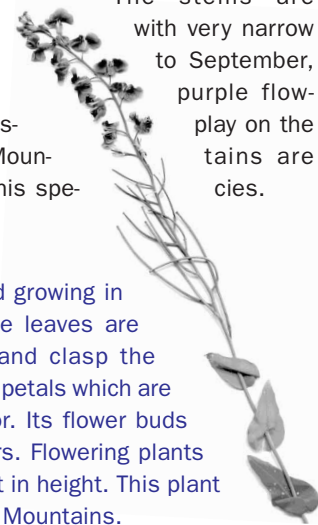 The stems are
with very narrow
to September,
purple flow-
s- play on the
Moun- tains are
his spe- cies.
growing in
leaves are
and clasp the
petals which are
Its flower buds
Flowering plants
in height. This plant
Mountains.